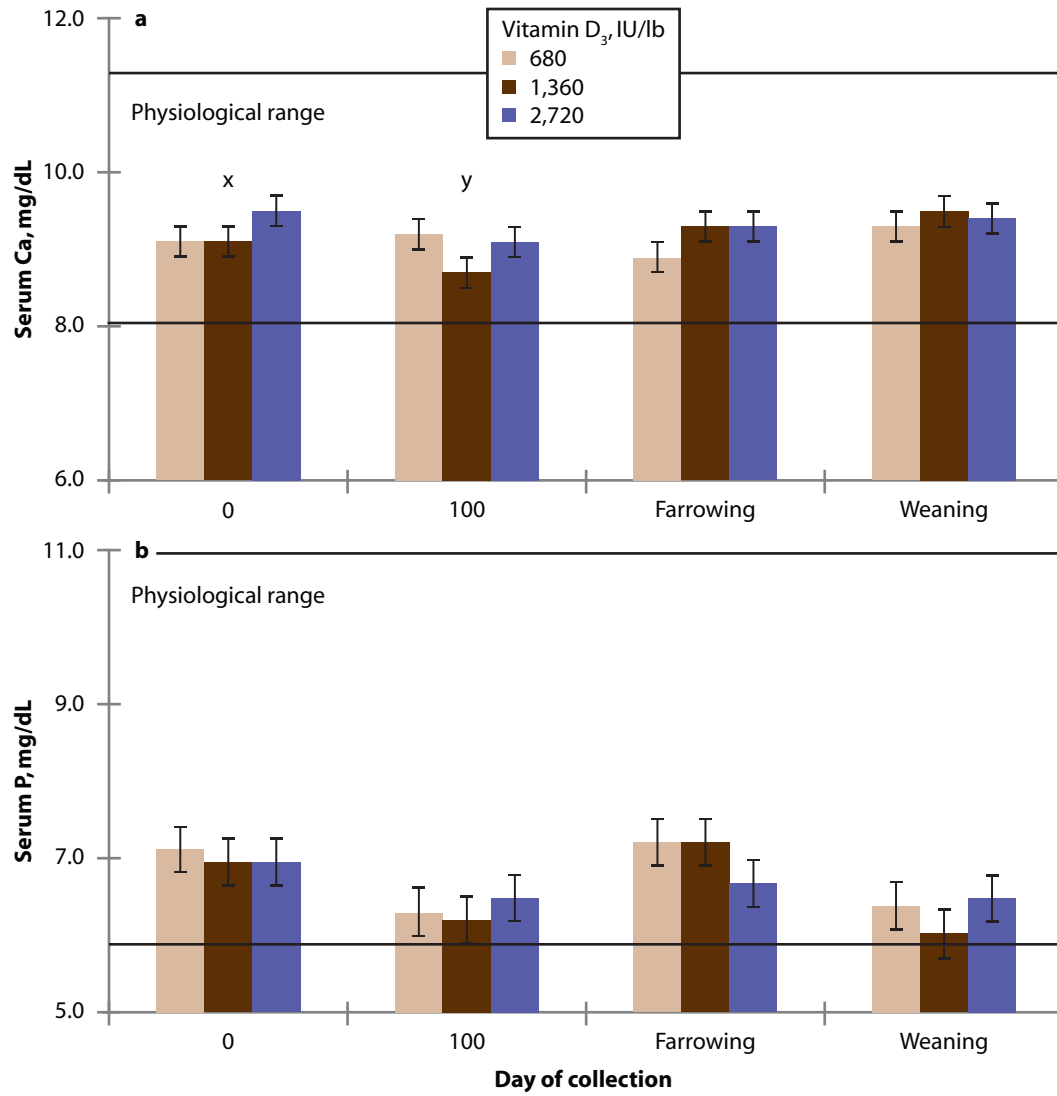 a
Vitamin D3, IU/lb
680
1,360
2,720
Physiological range
Serum Ca, mg/dL
12.0
10.0
8.0
6.0
x
y
0
100
Farrowing
Weaning
b
Physiological range
Serum P, mg/dL
11.0
9.0
7.0
5.0
0
100
Farrowing
Weaning
Day of collection